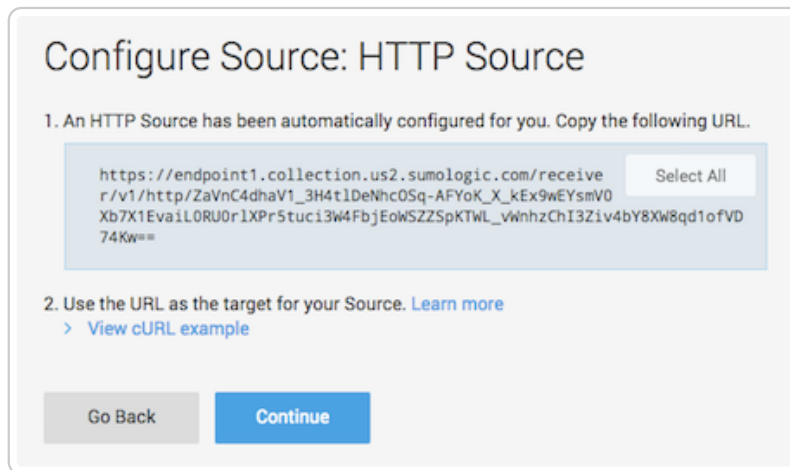 Configure Source: HTTP Source
1. An HTTP Source has been automatically configured for you. Copy the following URL.
https://endpoint1.collection.us2.sumologic.com/receive
Select All
r/v1/http/ZaVnC4dhaV1_3H4tlDeNhcOSq-AFYoK_X_kEx9wEYsmV0
Xb7X1EvaiL0RU0rlXPr5tuci3W4FbjEoWSZZSpKTWL_vWnhzChI3Ziv4bY8XW8qd1ofVD
74Kw==
2. Use the URL as the target for your Source. Learn more
> View cURL example
Go Back
Continue